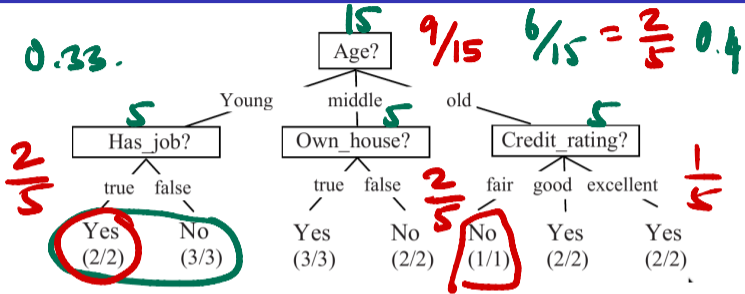 15
0.33.
Age?
9/15
6/15 = 2/5 0.4
Young middle old
5 5 5
Has_job? Own_house? Credit_rating?
2/5
true false true false fair good excellent
2/5
1/5
Yes No Yes No No Yes Yes
(2/2) (3/3) (3/3) (2/2) (1/1) (2/2) (2/2)